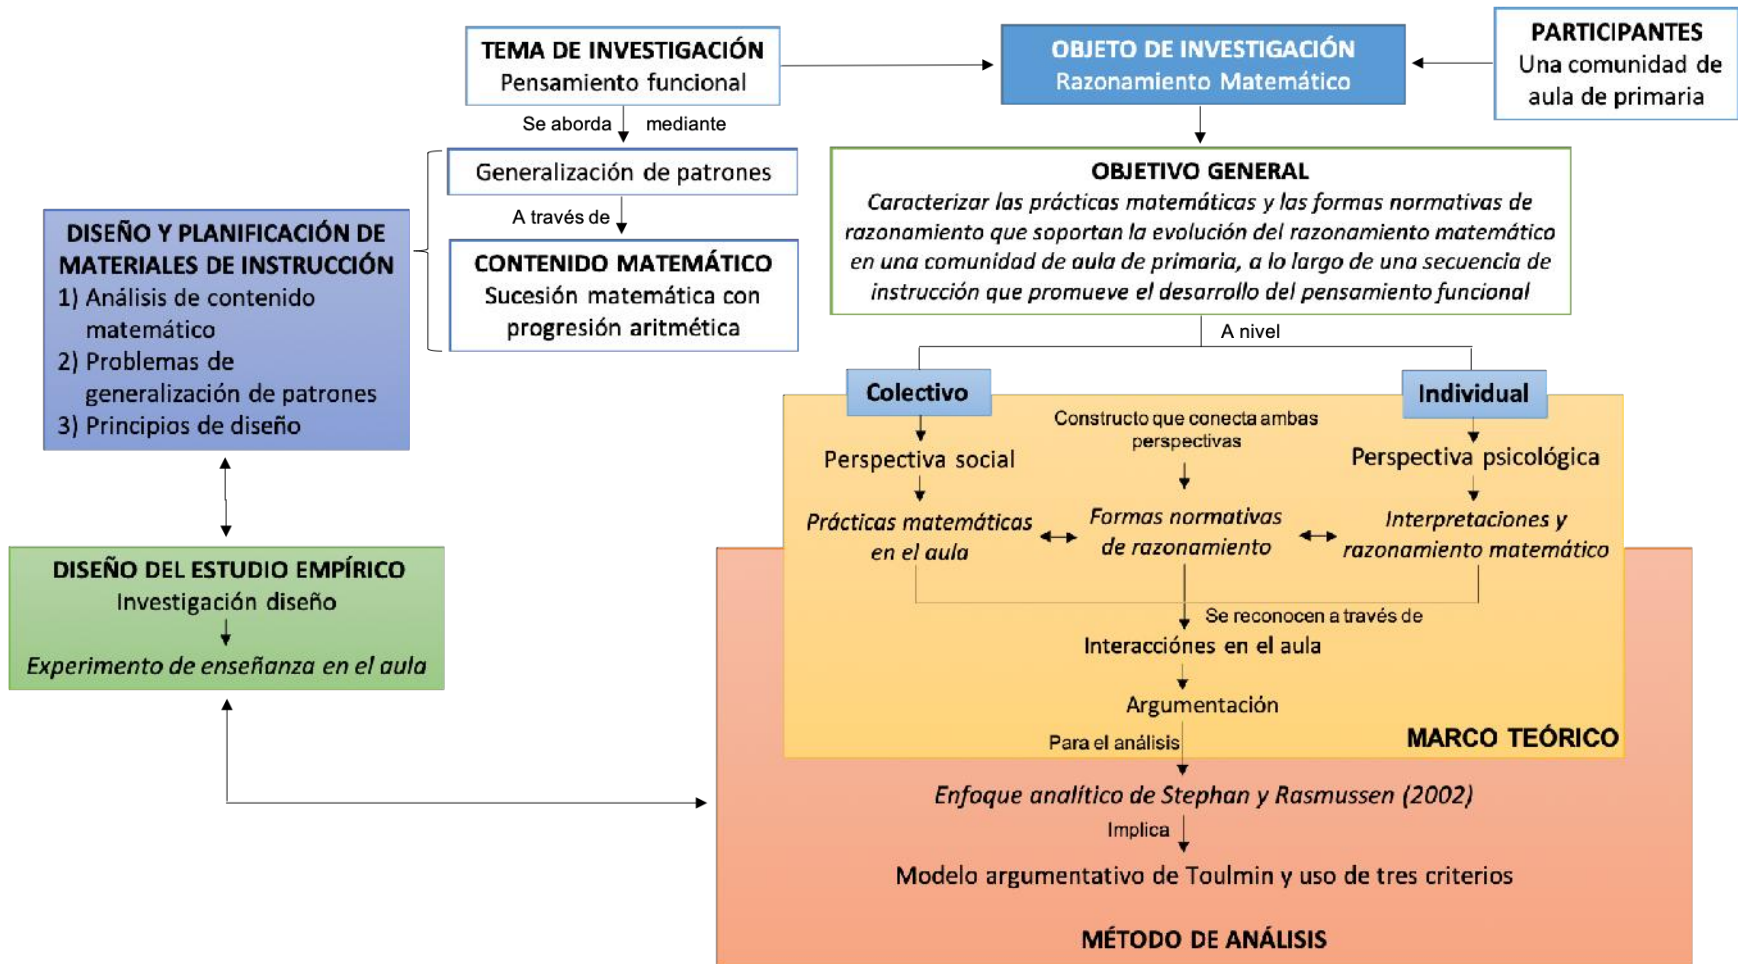 TEMA DE INVESTIGACIÓN
Pensamiento funcional
OBJETO DE INVESTIGACIÓN
Razonamiento Matemático
PARTICIPANTES
Una comunidad de
aula de primaria
Se aborda mediante
Generalización de patrones
A través de
CONTENIDO MATEMÁTICO
Sucesión matemática con
progresión aritmética
DISEÑO Y PLANIFICACIÓN DE
MATERIALES DE INSTRUCCIÓN
1) Análisis de contenido
matemático
2) Problemas de
generalización de patrones
3) Principios de diseño
DISEÑO DEL ESTUDIO EMPÍRICO
Investigación diseño
Experimento de enseñanza en el aula
OBJETIVO GENERAL
Caracterizar las prácticas matemáticas y las formas normativas de
razonamiento que soportan la evolución del razonamiento matemático
en una comunidad de aula de primaria, a lo largo de una secuencia de
instrucción que promueve el desarrollo del pensamiento funcional
A nivel
Colectivo
Individual
Perspectiva social
Constructo que conecta ambas
perspectivas
Perspectiva psicológica
Prácticas matemáticas
en el aula
Formas normativas
de razonamiento
Interpretaciones y
razonamiento matemático
Se reconocen a través de
Interacciónes en el aula
Argumentación
Para el análisis
MARCO TEÓRICO
Enfoque analítico de Stephan y Rasmussen (2002)
Implica
Modelo argumentativo de Toulmin y uso de tres criterios
MÉTODO DE ANÁLISIS